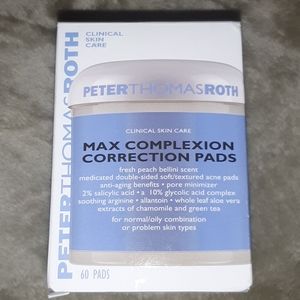 CLINICAL
SKIN
CARE
PETERTHOMASROTH
PETERTHOMASROTH
CLINICAL SKIN CARE
MAX COMPLEXION
CORRECTION PADS
fresh peach bellini scent
medicated double-sided soft/textured acne pads
anti-aging benefits • pore minimizer
2% salicylic acid • a 10% glycolic acid complex
soothing arginine • allantoin • whole leaf aloe vera
extracts of chamomile and green tea
for normal/oily combination
or problem skin types
60 PADS